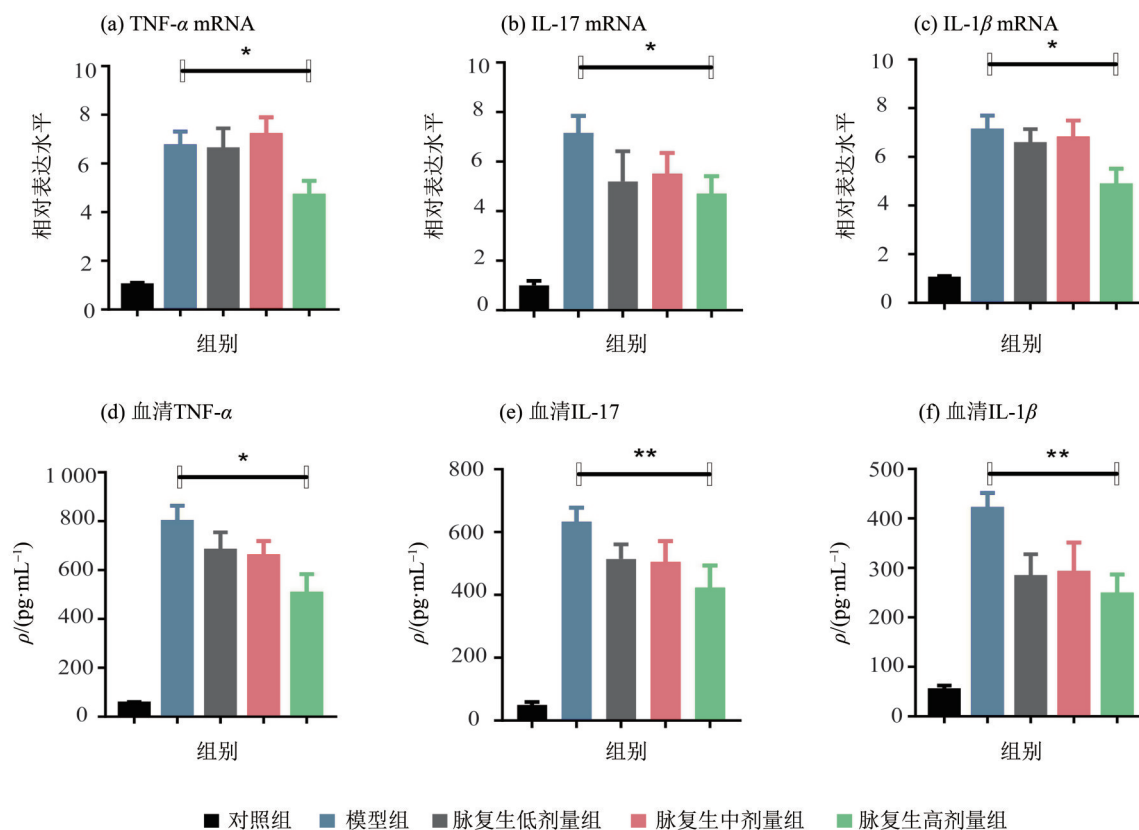 (a) TNF-α mRNA
*
10
8
6
4
2
0
相对表达水平
组别
(b) IL-17 mRNA
*
10
8
6
4
2
0
相对表达水平
组别
(c) IL-1β mRNA
*
10
8
6
4
2
0
相对表达水平
组别
(d) 血清TNF-α
*
1 000
800
600
400
200
0
ρ/(pg·mL⁻¹)
组别
(e) 血清IL-17
**
800
600
400
200
0
ρ/(pg·mL⁻¹)
组别
(f) 血清IL-1β
**
500
400
300
200
100
0
ρ/(pg·mL⁻¹)
组别
对照组 模型组 脉复生低剂量组 脉复生中剂量组 脉复生高剂量组